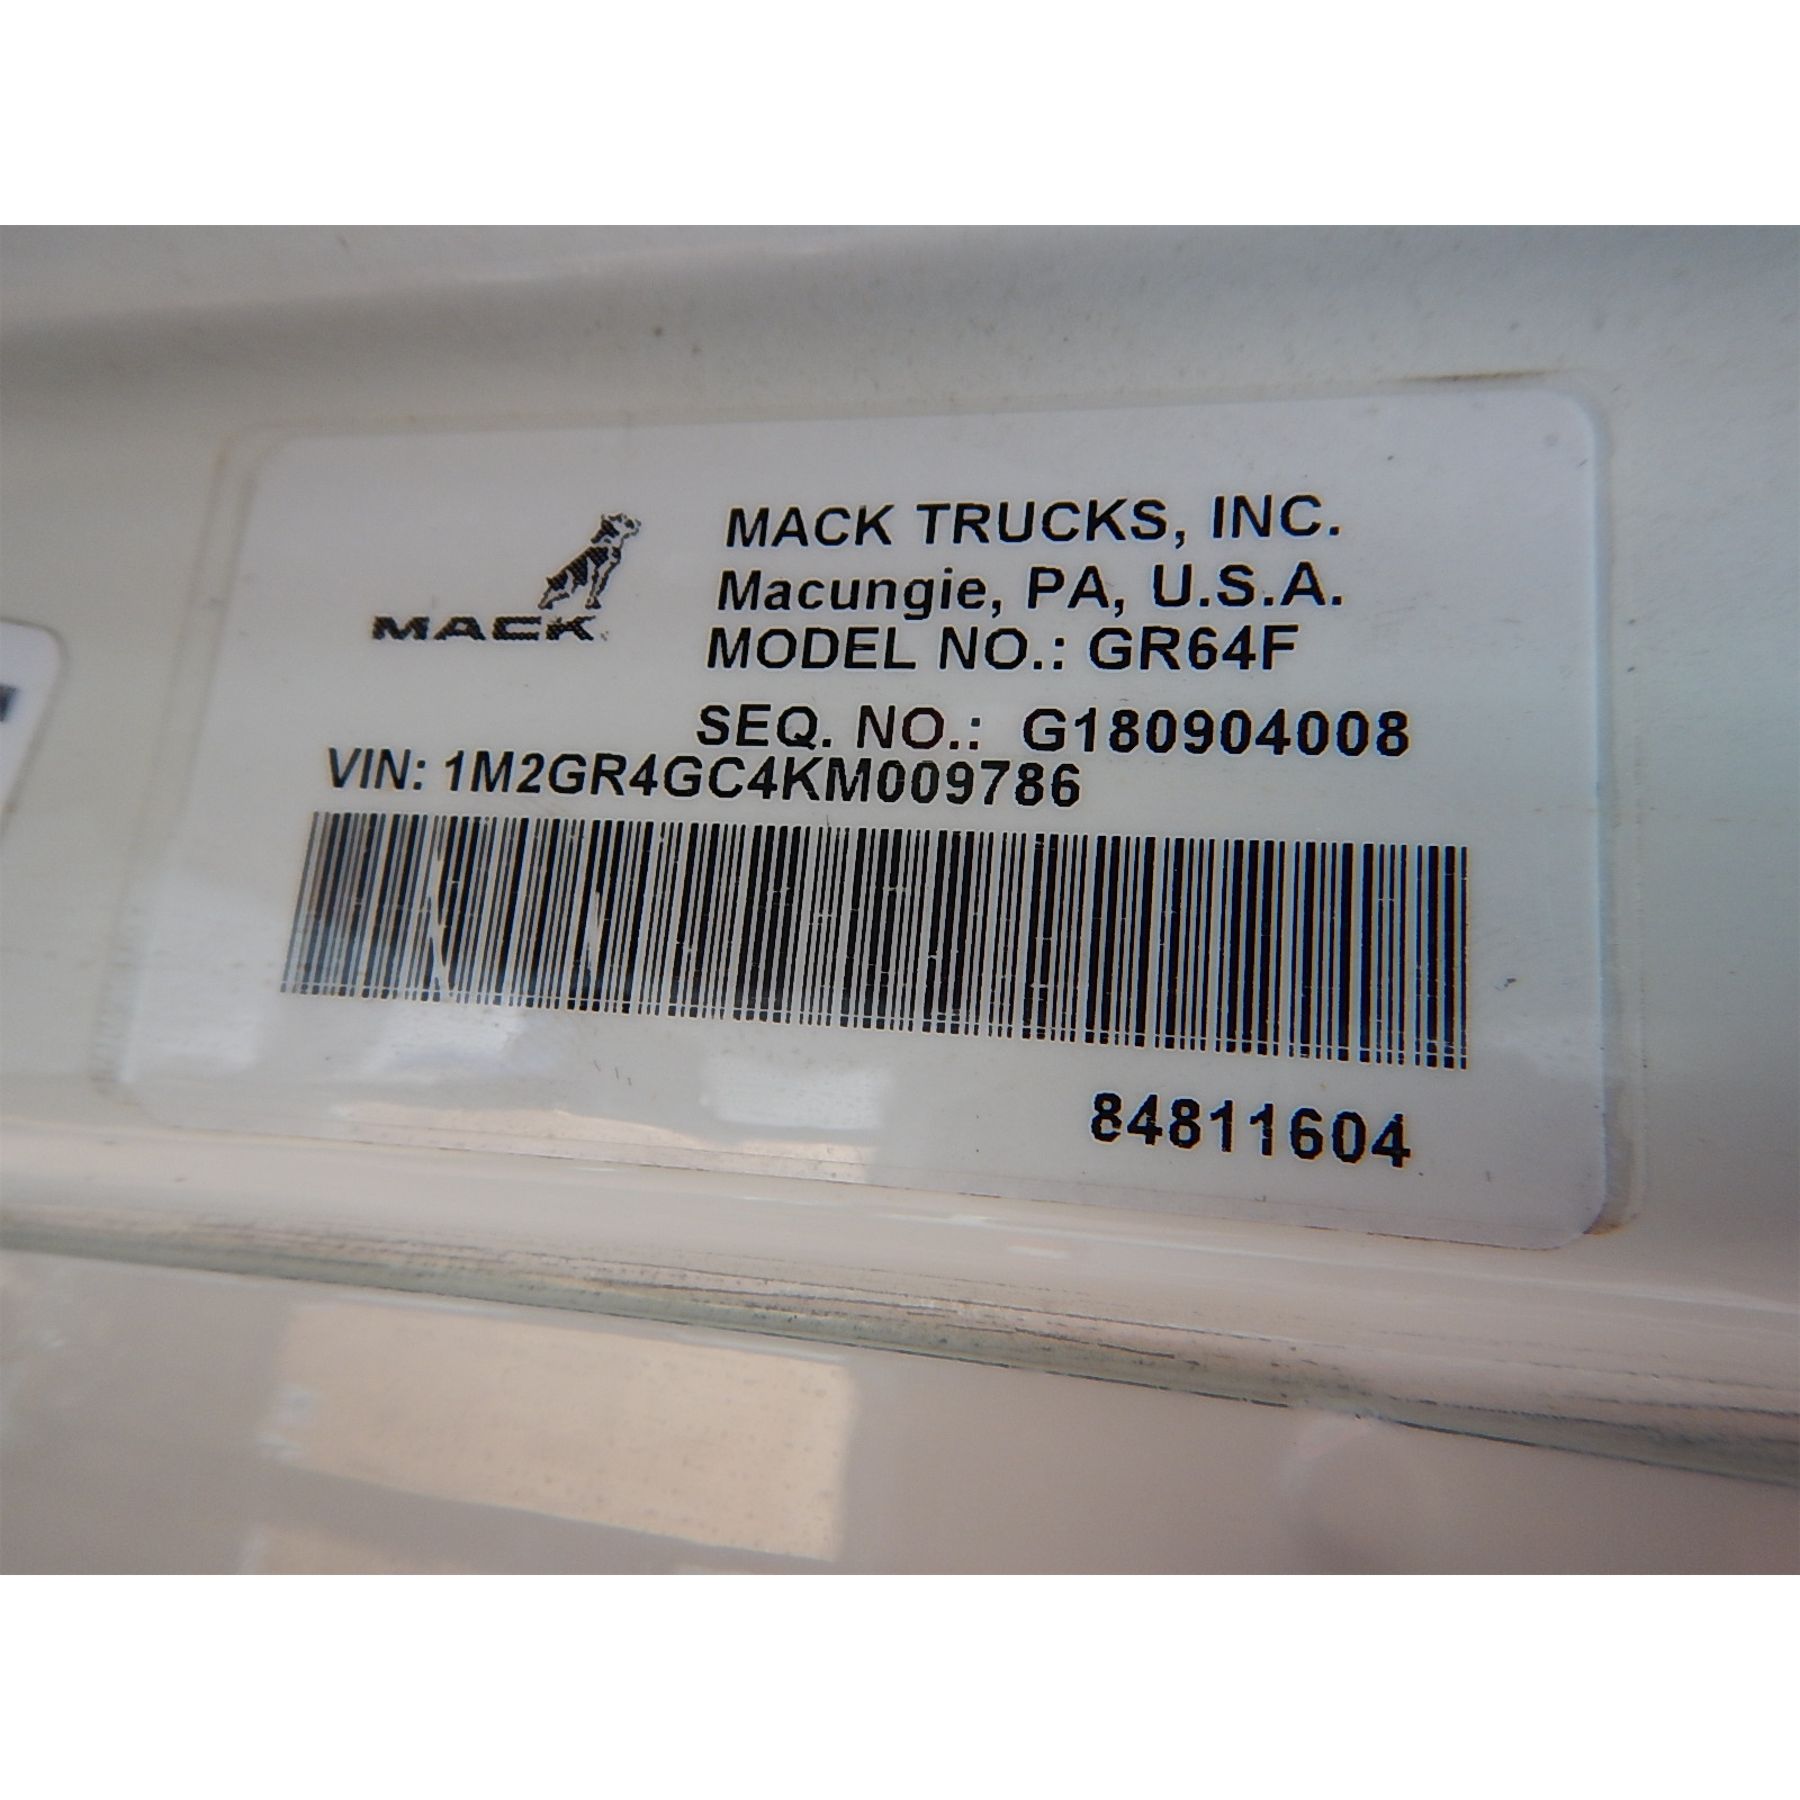 MACK TRUCKS, INC.
Macungie, PA, U.S.A.
MACK
MODEL NO.: GR64F
SEQ. NO.: G180904008
VIN: 1M2GR4GC4KM009786
84811604